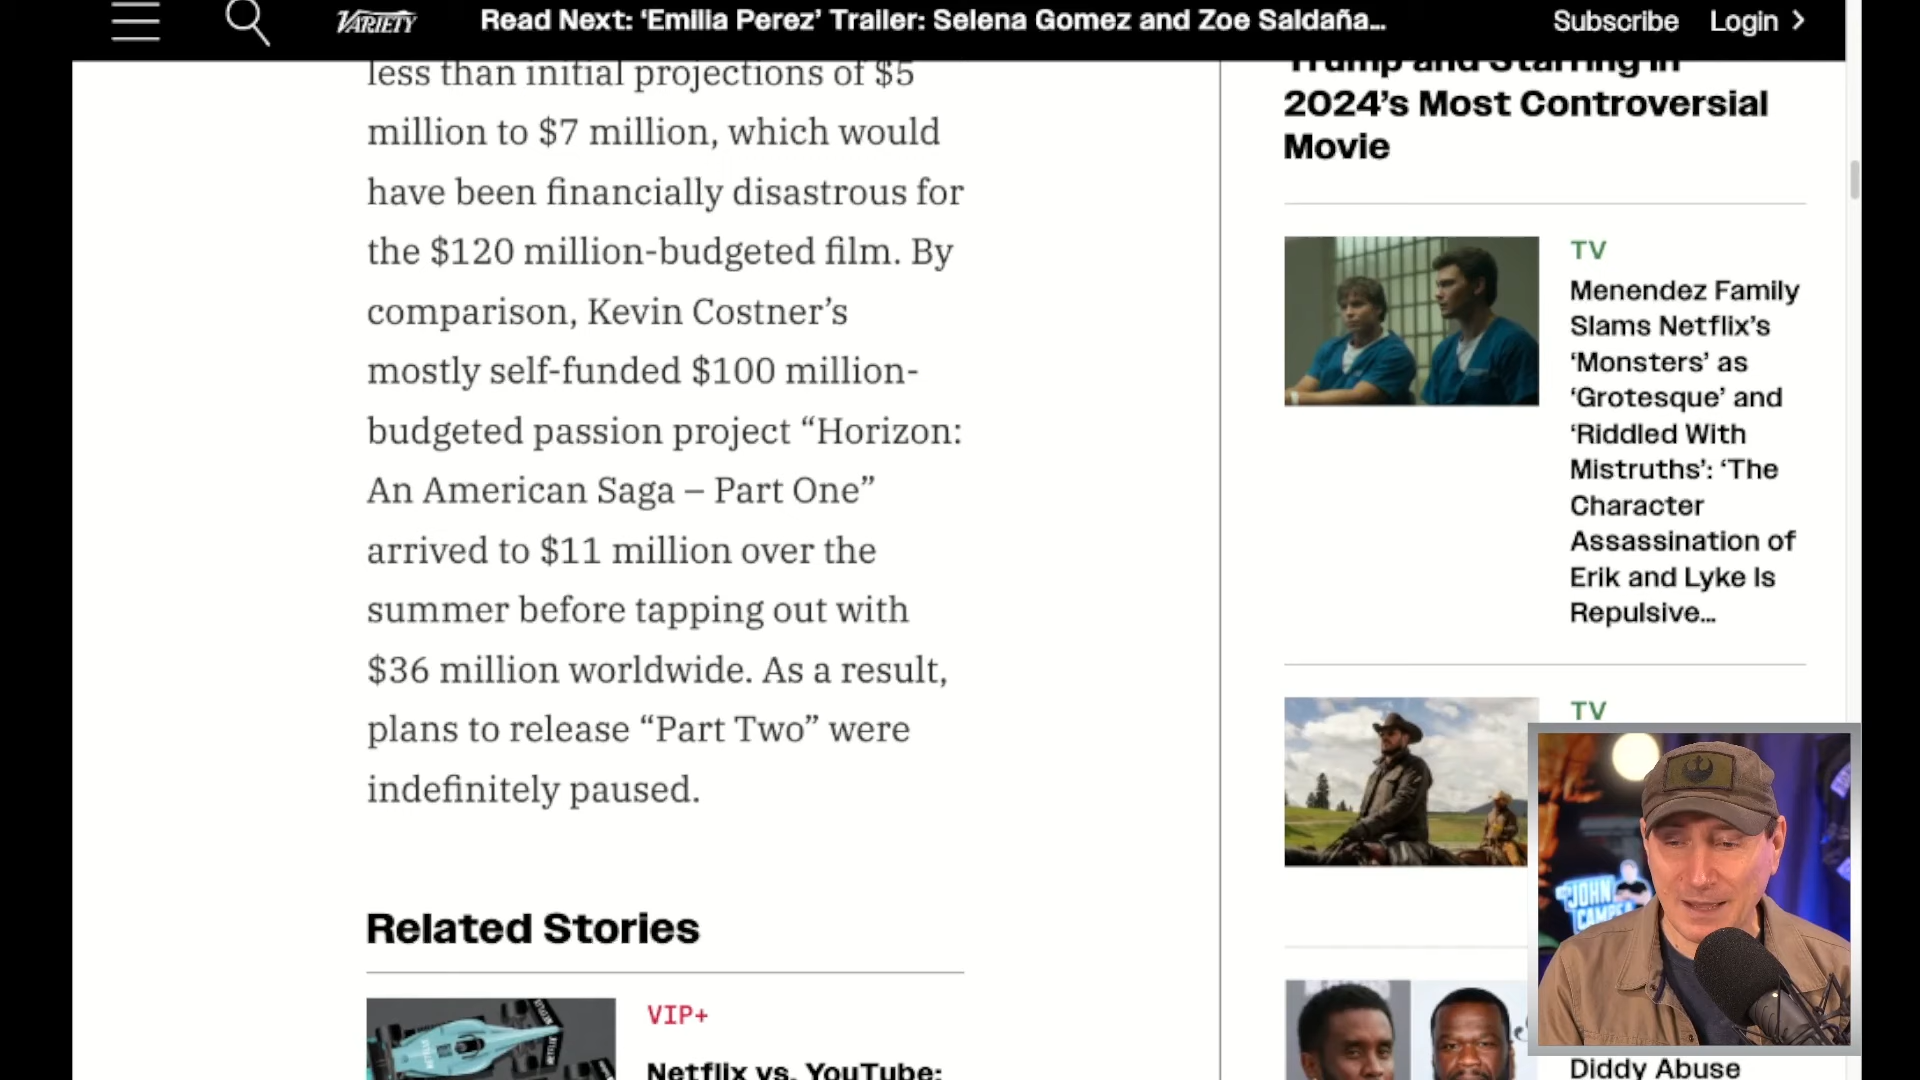 VARIETY
Read Next: ‘Emilia Perez’ Trailer: Selena Gomez and Zoe Saldaña...
Subscribe
Login
less than initial projections of $5
million to $7 million, which would
have been financially disastrous for
the $120 million-budgeted film. By
comparison, Kevin Costner’s
mostly self-funded $100 million-
budgeted passion project “Horizon:
An American Saga – Part One”
arrived to $11 million over the
summer before tapping out with
$36 million worldwide. As a result,
plans to release “Part Two” were
indefinitely paused.
Related Stories
VIP+
Netflix vs. YouTube:
Trump and Starring in
2024’s Most Controversial
Movie
TV
Menendez Family
Slams Netflix’s
‘Monsters’ as
‘Grotesque’ and
‘Riddled With
Mistruths’: ‘The
Character
Assassination of
Erik and Lyke Is
Repulsive...
TV
JOHN
Diddy Abuse